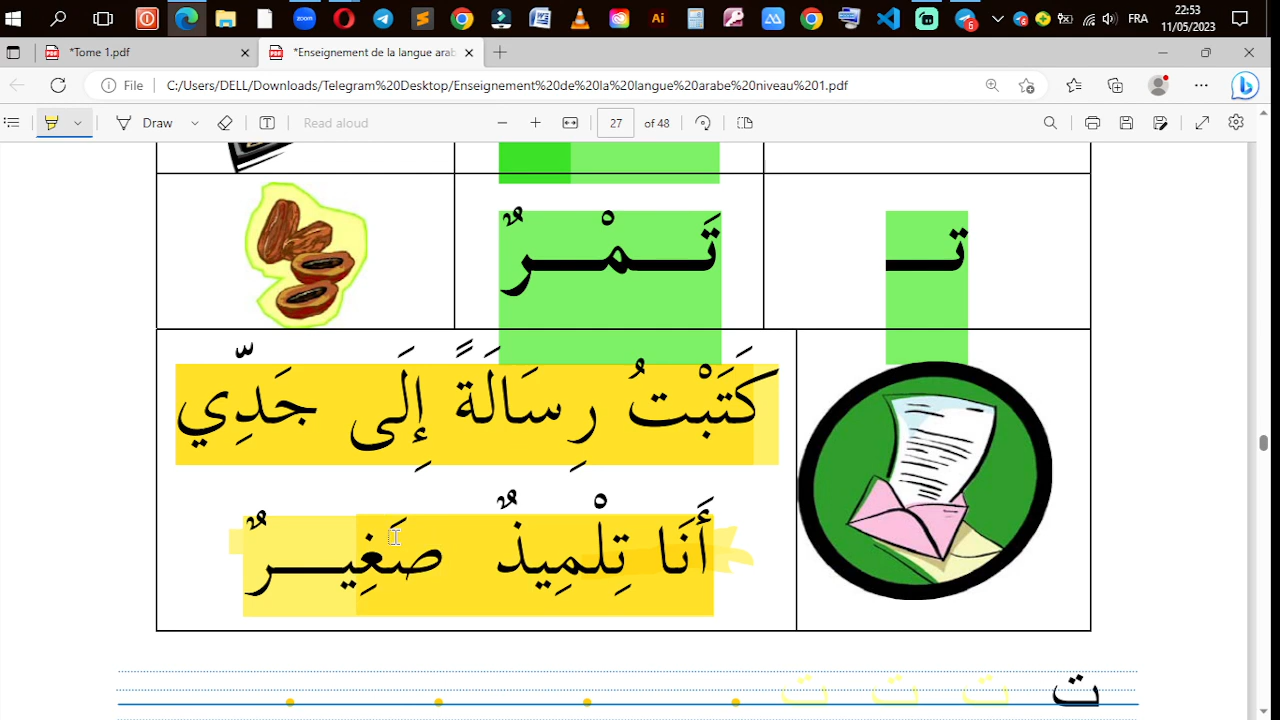 22:53
FRA
11/05/2023
*Tome 1.pdf
*Enseignement de la langue arab
File
C:/Users/DELL/Downloads/Telegram%20Desktop/Enseignement%20de%20la%20langue%20arabe%20niveau%201.pdf
Draw
Read aloud
27 of 48
تـ
تَـمْـرٌ
كَتَبْتُ رِسَالَةً إِلَى جَدِّي
أَنَا تِلْمِيذٌ صَغِيـرٌ
ت ت ت ت